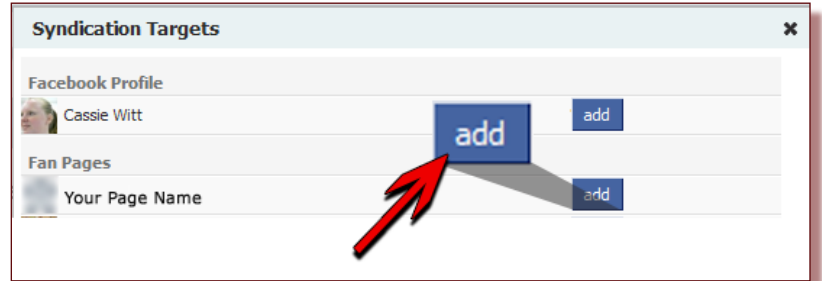 Syndication Targets
Facebook Profile
Cassie Witt
add
add
Fan Pages
Your Page Name
add